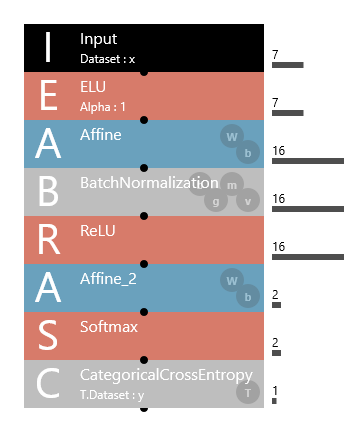 I
Input
Dataset : x
7
E
ELU
Alpha : 1
7
A
Affine
W
b
16
B
BatchNormalization
m
g
v
16
R
ReLU
16
A
Affine_2
W
b
2
S
Softmax
2
C
CategoricalCrossEntropy
T.Dataset : y
T
1